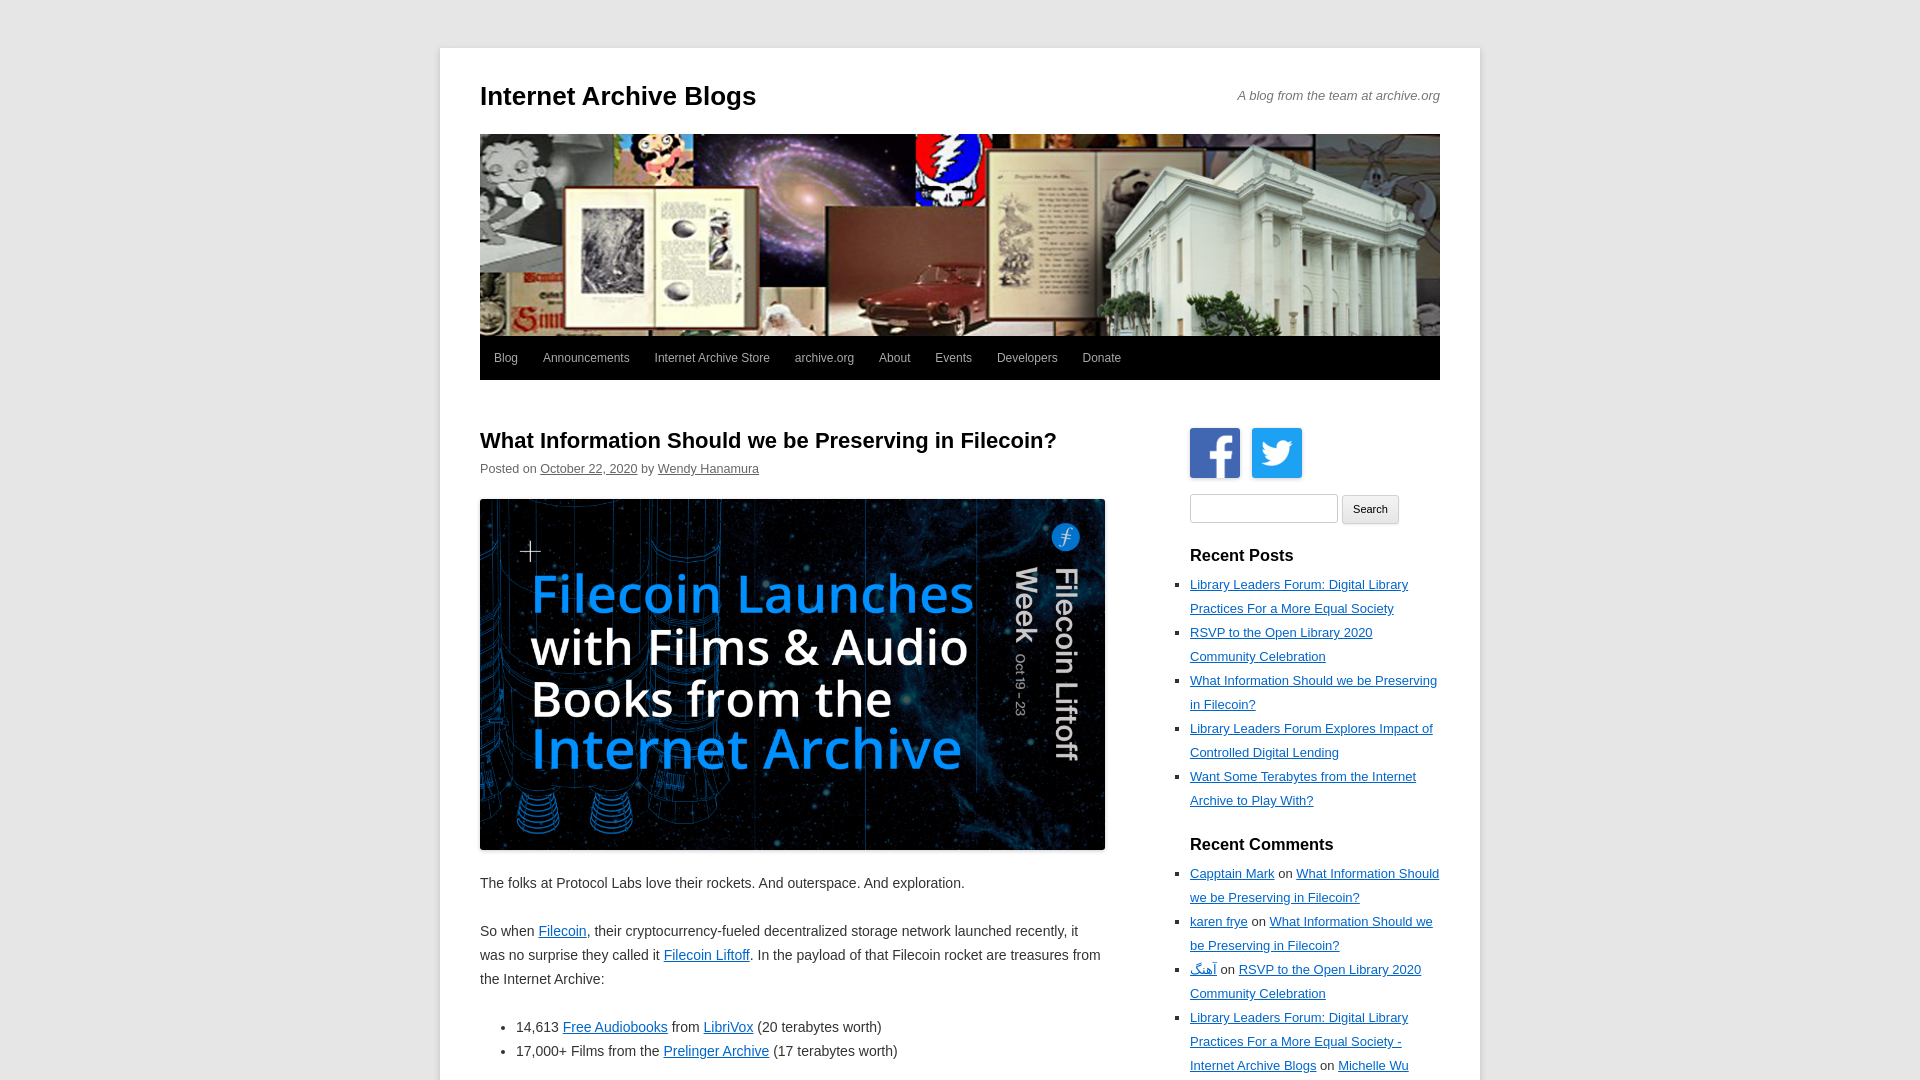 Internet Archive Blogs
A blog from the team at archive.org
Blog Announcements Internet Archive Store archive.org About Events Developers Donate
What Information Should we be Preserving in Filecoin?
Posted on October 22, 2020 by Wendy Hanamura
Filecoin Launches
with Films & Audio
Books from the
Internet Archive
Filecoin Liftoff
Week Oct 19 - 23
The folks at Protocol Labs love their rockets. And outerspace. And exploration.
So when Filecoin, their cryptocurrency-fueled decentralized storage network launched recently, it
was no surprise they called it Filecoin Liftoff. In the payload of that Filecoin rocket are treasures from
the Internet Archive:
14,613 Free Audiobooks from LibriVox (20 terabytes worth)
17,000+ Films from the Prelinger Archive (17 terabytes worth)
Search
Recent Posts
Library Leaders Forum: Digital Library
Practices For a More Equal Society
RSVP to the Open Library 2020
Community Celebration
What Information Should we be Preserving
in Filecoin?
Library Leaders Forum Explores Impact of
Controlled Digital Lending
Want Some Terabytes from the Internet
Archive to Play With?
Recent Comments
Capptain Mark on What Information Should
we be Preserving in Filecoin?
karen frye on What Information Should we
be Preserving in Filecoin?
آهنگ on RSVP to the Open Library 2020
Community Celebration
Library Leaders Forum: Digital Library
Practices For a More Equal Society -
Internet Archive Blogs on Michelle Wu